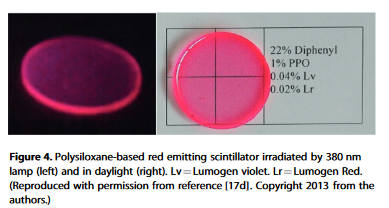 22% Diphenyl
1% PPO
0.04% Lv
0.02% Lr
Figure 4. Polysiloxane-based red emitting scintillator irradiated by 380 nm
lamp (left) and in daylight (right). Lv=Lumogen violet. Lr=Lumogen Red.
(Reproduced with permission from reference [17d]. Copyright 2013 from the
authors.)